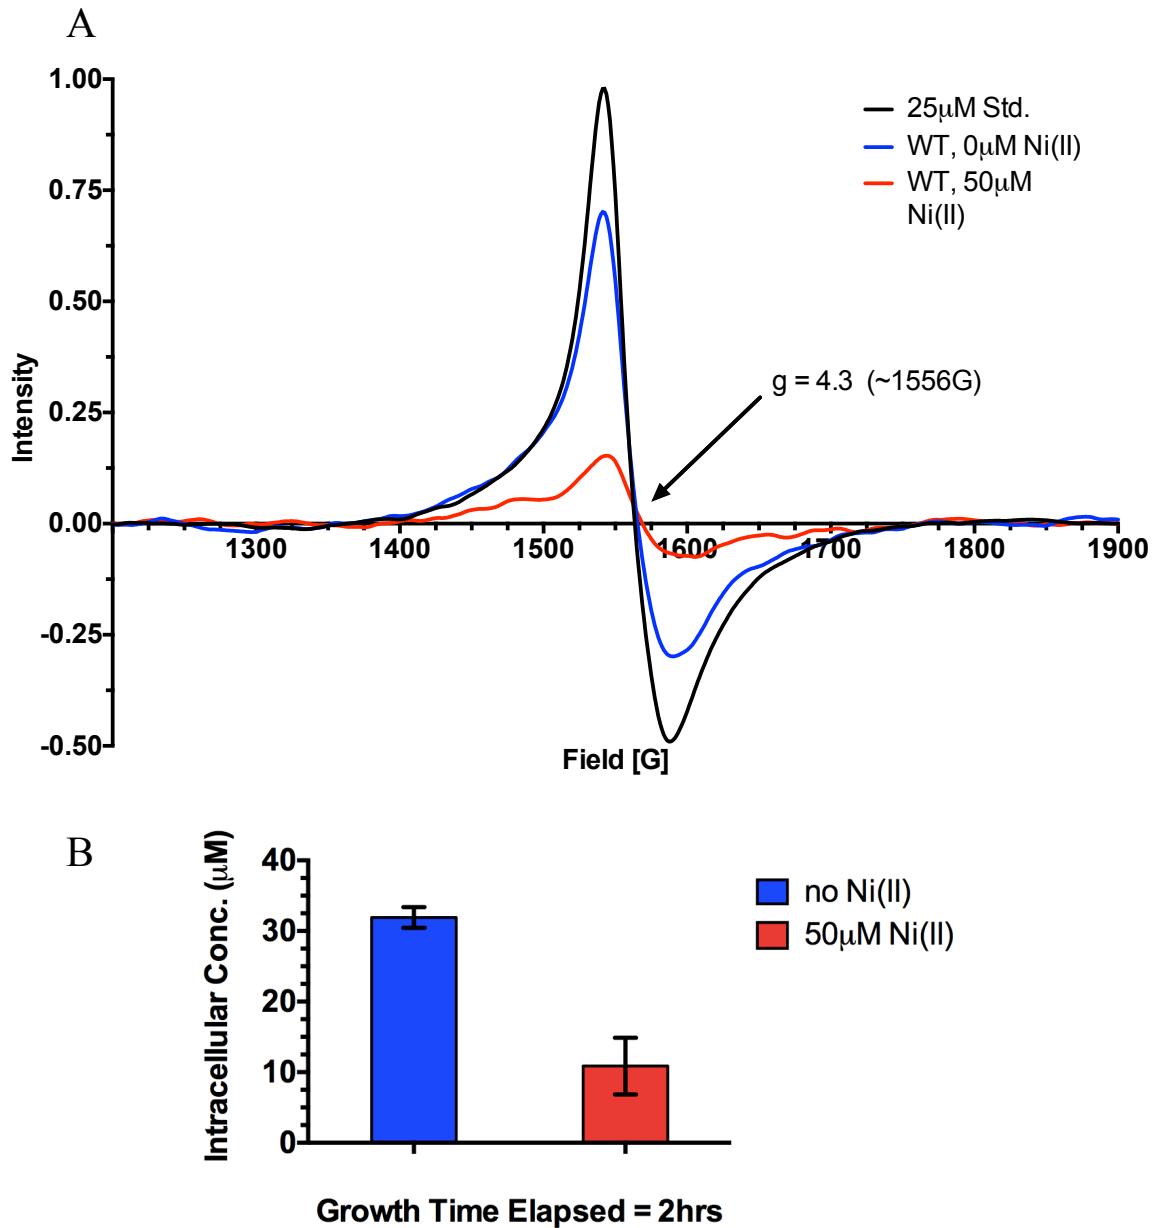 A
1.00
0.75
0.50
0.25
0.00
-0.25
-0.50
Intensity
25μM Std.
WT, 0μM Ni(II)
WT, 50μM
Ni(II)
g = 4.3 (~1556G)
1300 1400 1500 1600 1700 1800 1900
Field [G]
B
40
30
20
10
0
Intracellular Conc. (μM)
no Ni(II)
50μM Ni(II)
Growth Time Elapsed = 2hrs